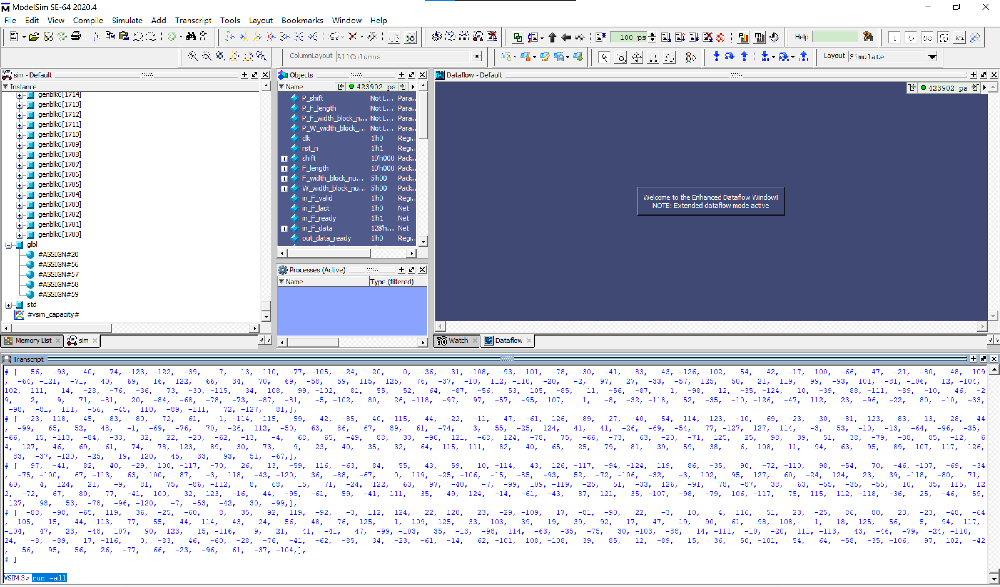 ModelSim SE-64 2020.4
File Edit View Compile Simulate Add Transcript Tools Layout Bookmarks Window Help
100 ps
Help
I O I/O ALL
ColumnLayout AllColumns
Layout Simulate
sim - Default
Instance
genblk6[1714]
genblk6[1713]
genblk6[1712]
genblk6[1711]
genblk6[1710]
genblk6[1709]
genblk6[1708]
genblk6[1707]
genblk6[1706]
genblk6[1705]
genblk6[1704]
genblk6[1703]
genblk6[1702]
genblk6[1701]
genblk6[1700]
glbl
#ASSIGN#20
#ASSIGN#56
#ASSIGN#57
#ASSIGN#58
#ASSIGN#59
std
#vsim_capacity#
Memory List
sim
Objects
Name 423902 ps
P_shift Not L... Para..
P_F_length Not L... Para..
P_F_width_block_n... Not L... Para..
P_W_width_block_... Not L... Para..
clk 1'h0 Regi..
rst_n 1'h1 Regi..
shift 10'h000 Pack..
F_length 10'h000 Pack..
F_width_block_nu... 5'h00 Pack..
W_width_block_nu... 5'h00 Pack..
in_F_valid 1'h0 Regi..
in_F_last 1'h0 Net
in_F_ready 1'h1 Net
in_F_data 128'h... Net
out_data_ready 1'h0 Regi..
Processes (Active)
Name Type (filtered)
Dataflow - Default
423902 ps
Welcome to the Enhanced Dataflow Window!
NOTE: Extended dataflow mode active
Watch
Dataflow
Transcript
# [ 56, -93, 40, 74, -123, -122, -39, 7, 13, 110, -77, -105, -24, -20, 0, -36, -31, -108, -93, 101, -78, -30, -41, -83, 43, -126, -102, -54, 42, -17, 100, -66, 47, -21, -80, 48, 109
, -64, -121, -71, 40, 69, 16, 122, 66, 34, 70, 69, -58, 59, 115, 125, 76, -37, -10, 112, -110, -20, -2, 97, 27, -33, -57, 125, 50, 21, 119, 99, -93, 101, -81, -106, 12, -104,
102, 111, 14, -28, -76, -36, 73, -30, -115, 34, 108, 99, -102, 81, 55, 52, 64, -87, -56, 53, 105, -85, 11, -56, -87, 1, -98, 12, -35, -124, 10, -39, 88, -111, -89, -10, 46, -2
9, 2, 9, 71, -81, 20, -84, -68, -78, -73, -87, -81, -5, -102, 80, 26, -118, -97, 97, -57, -95, 107, 1, -8, -32, -118, 52, -35, -10, -126, -47, 112, 23, -96, -22, 80, -10, -33,
-98, -81, 111, -56, -45, 110, -89, -111, 72, -127, 81,],
# [ -23, 118, 45, 83, -80, 72, 61, 1, -114, -115, -59, 42, -85, 40, -115, 44, -22, -11, 47, -61, 126, 89, 27, -40, 54, 114, 123, -10, 69, -23, 30, -81, 123, 83, 13, 28, 44
, -99, 65, 52, 48, -1, -69, -76, 70, -26, 112, -50, 63, 86, 67, 89, 61, -74, 3, 55, -25, 124, 41, 41, -26, -69, -54, 77, -127, 127, 114, -3, 53, -10, -13, -64, -96, -35,
-66, 15, -113, -84, -33, 32, 22, -20, -62, -13, -4, 68, 65, -49, 88, 33, -90, 121, -68, 124, -78, 75, -66, -73, 63, -20, -71, 125, 25, 98, 39, 51, 38, -79, -38, 85, -12, 6
4, 127, -46, -69, -61, -74, 78, -123, 89, 30, 73, -9, 23, 40, 35, -32, -64, -115, 111, -82, -40, -65, 25, 79, 81, 39, -59, 38, 6, -108, -11, -94, 63, -95, 89, -107, 117, 126,
83, -37, -120, -25, 19, 120, 45, 33, 93, 51, -67,],
# [ 97, -41, 82, 40, -29, 100, -117, -70, 26, 13, -59, 116, -63, 84, 55, 43, 59, 10, -114, 43, 126, -117, -94, -124, 119, 86, -35, 90, -72, -110, 98, -54, 70, -46, -107, -69, -34
, -75, -100, 67, -113, 63, 100, 87, -3, 118, -43, -120, 36, -88, -67, 0, 119, -25, -106, -15, -85, -93, 52, -72, -106, -32, -3, 102, 95, 127, 60, -24, 124, 23, 39, -118, -80, 71,
60, 4, 124, 21, -9, 81, 75, -86, -112, 8, 68, 15, 71, -24, 122, 63, 97, -40, -7, -99, 109, -119, -25, 51, -33, 126, -91, 78, -87, 38, 63, -55, -35, -55, 10, 35, 115, 12
2, -72, 67, 80, 77, -41, 100, 32, 123, -16, 44, -95, -61, 59, -41, 111, 35, 49, 124, -14, -61, -43, 87, 121, 35, -107, -98, -79, 106, -117, 75, 115, 112, -118, -36, 25, -46, 59,
127, 98, 53, -78, -96, -120, -7, -53, -42, 30, -99,],
# [ -88, -98, -65, 119, 36, -25, -60, 8, 35, 92, 119, -92, -3, 112, 124, 22, 120, 23, -29, -109, 17, -81, -90, 22, -3, 10, 4, 116, 51, 23, -25, 86, 80, 23, -23, -48, -64
, 105, 15, -44, 113, 77, -55, 44, 114, 43, -24, -56, -48, 76, 125, 1, -109, 125, -33, -103, 39, 19, -39, -92, 17, -47, 19, -90, -61, -98, 108, -1, -18, -125, 56, -5, -94, 117,
-104, 47, 23, -48, 107, 90, 123, 15, -116, 9, 21, 41, -41, 47, -99, -103, 35, -13, -98, 114, -63, -35, -75, 30, -103, -88, 14, -111, -10, -20, 111, -113, 43, -46, -79, -24, -110,
24, -8, -89, 17, -116, 0, -83, 46, -60, -28, -76, -41, -62, -85, 34, -23, -61, -14, 62, -101, 108, -108, 39, 85, 12, -89, 15, 36, 50, -101, 54, 64, -58, -35, -106, 97, 102, -42
, 56, 95, 56, 26, -77, 66, -23, -96, 61, -37, -104,],
# ]
VSIM 3> run -all